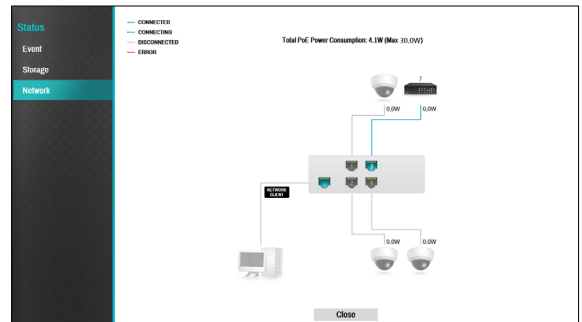 Status
Event
Storage
Network
CONNECTED
CONNECTING
DISCONNECTED
ERROR
Total PoE Power Consumption: 4.1W (Max 30.0W)
7
0.0W
0.0W
NETWORK
CLIENT
0.0W
0.0W
Close